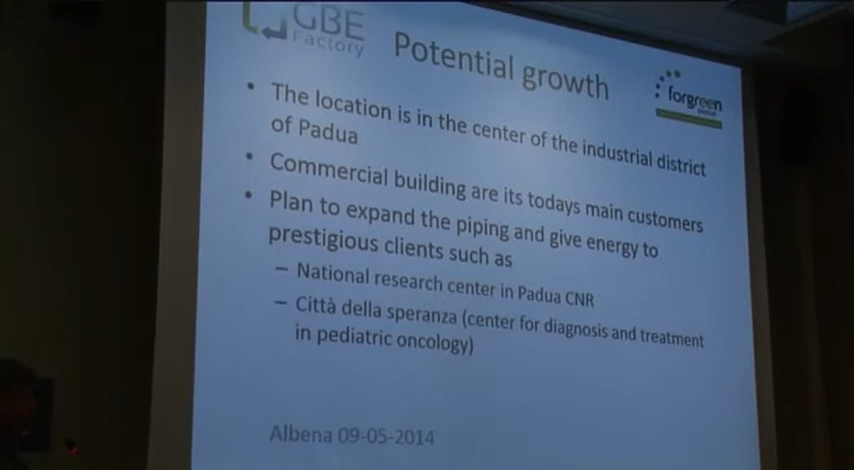 GBE
Factory
Potential growth
forgreen
• The location is in the center of the industrial district
of Padua
• Commercial building are its todays main customers
• Plan to expand the piping and give energy to
prestigious clients such as
– National research center in Padua CNR
– Città della speranza (center for diagnosis and treatment
in pediatric oncology)
Albena 09-05-2014